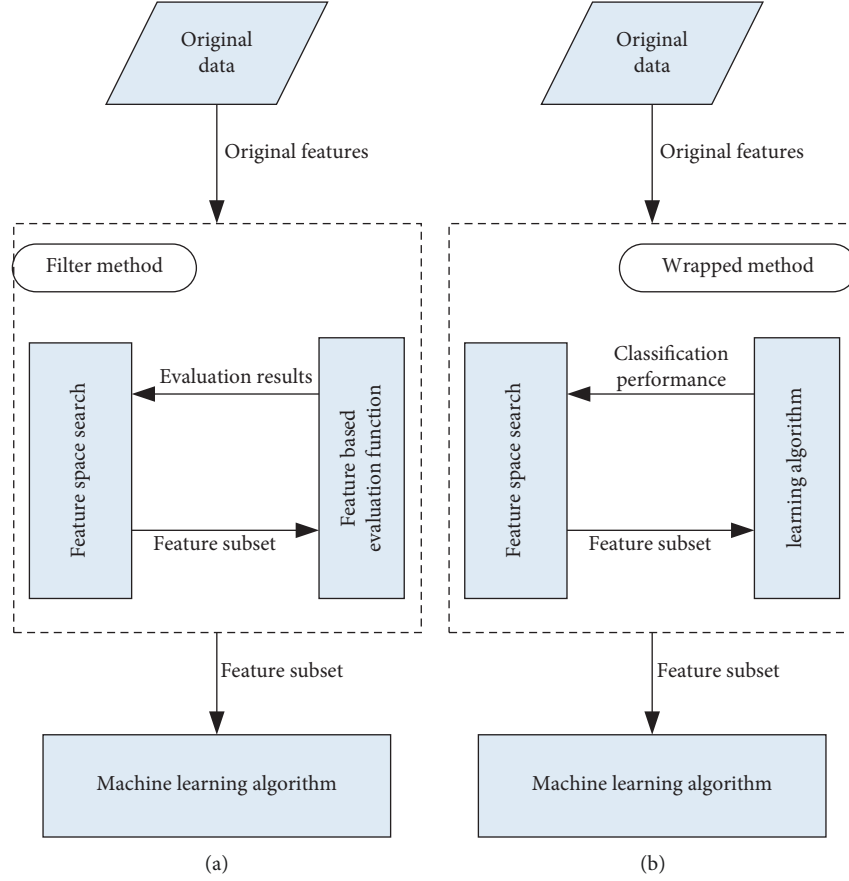 Original
data
Original features
Filter method
Feature space search
Evaluation results
Feature subset
Feature based
evaluation function
Feature subset
Machine learning algorithm
(a)
Original
data
Original features
Wrapped method
Feature space search
Classification
performance
Feature subset
learning algorithm
Feature subset
Machine learning algorithm
(b)